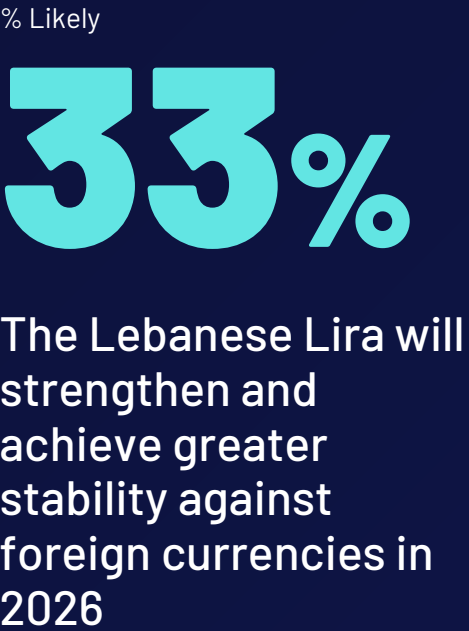 % Likely
33%
The Lebanese Lira will
strengthen and
achieve greater
stability against
foreign currencies in
2026